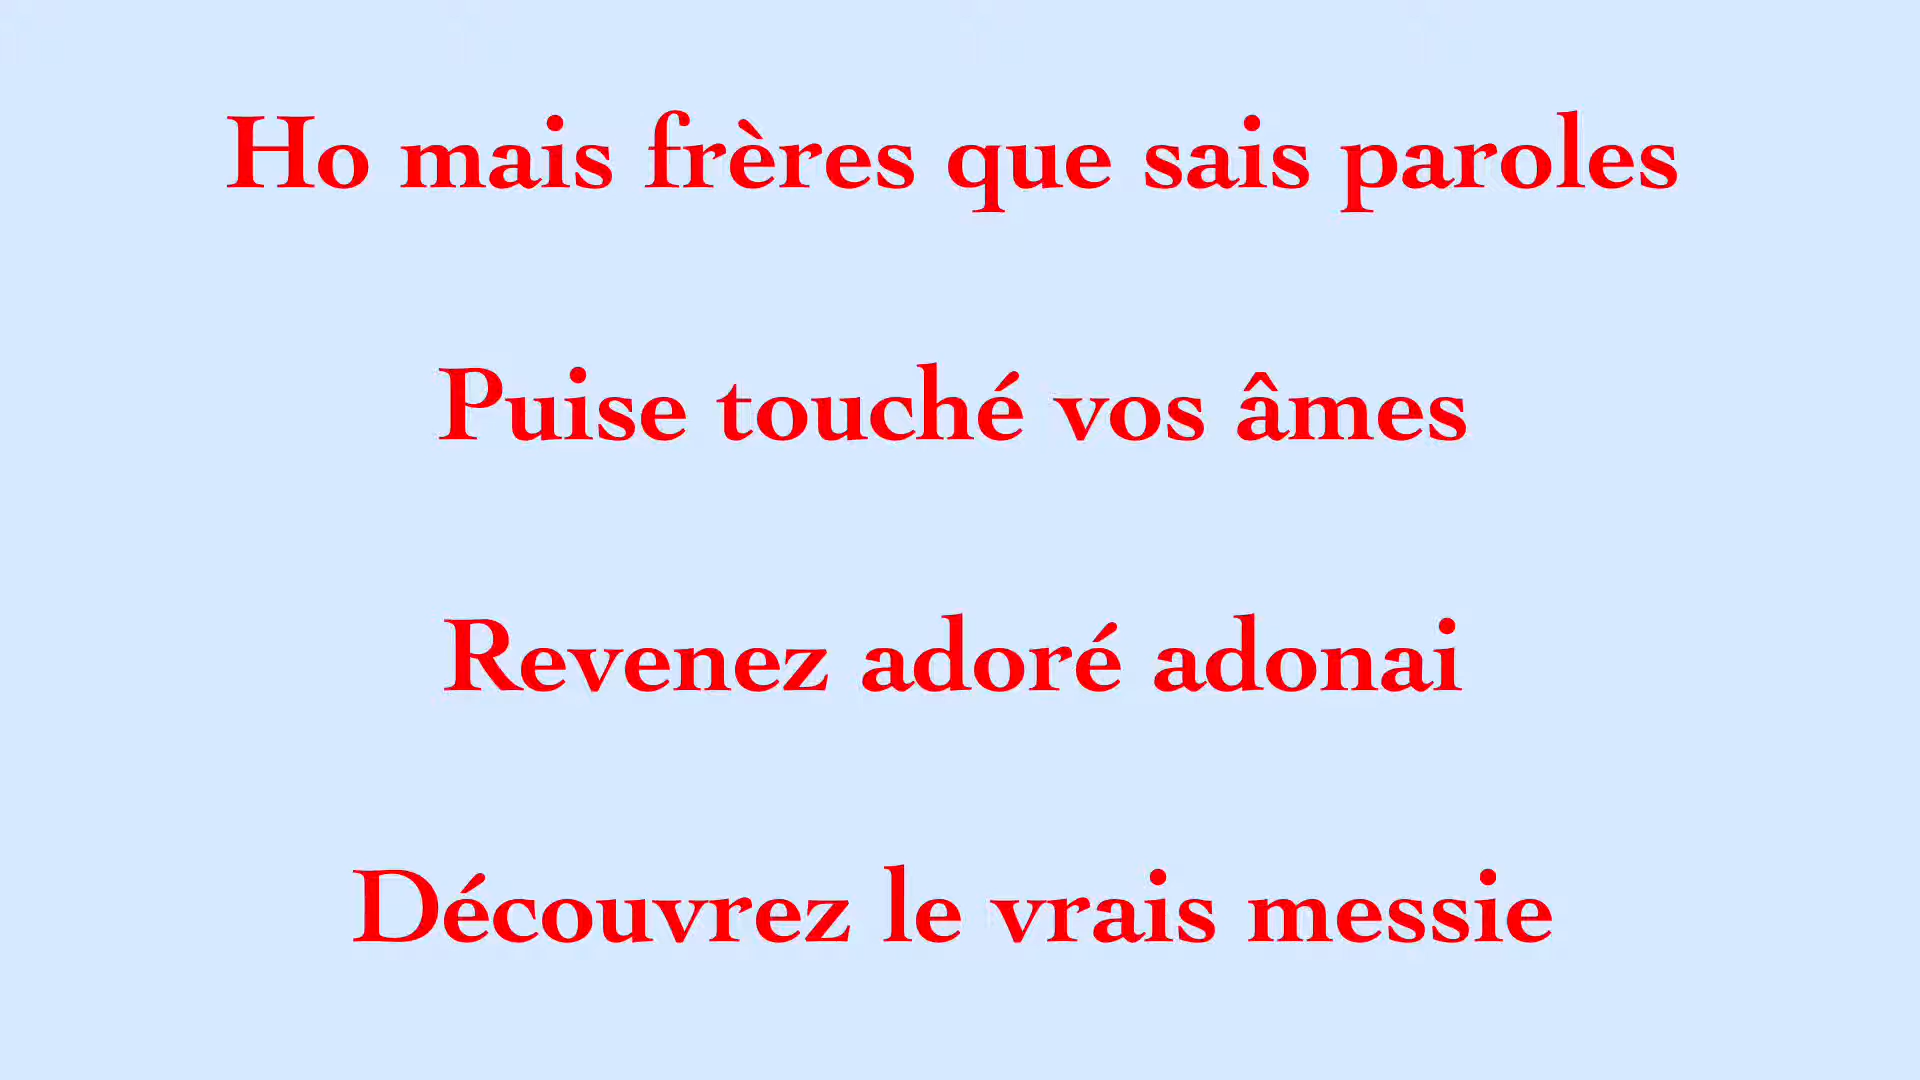 Ho mais frères que sais paroles
Puise touché vos âmes
Revenez adoré adonai
Découvrez le vrais messie